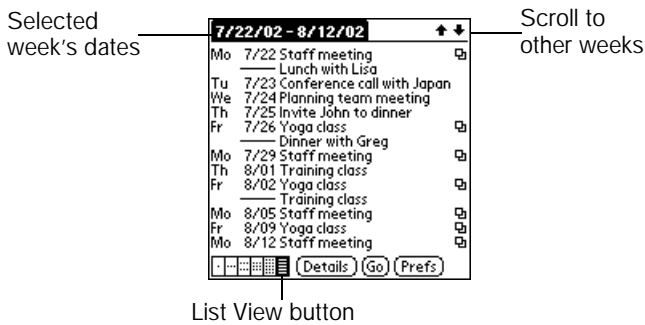 Selected
week's dates
7/22/02 - 8/12/02
Scroll to
other weeks
Mo 7/22 Staff meeting
Lunch with Lisa
Tu 7/23 Conference call with Japan
We 7/24 Planning team meeting
Th 7/25 Invite John to dinner
Fr 7/26 Yoga class
Dinner with Greg
Mo 7/29 Staff meeting
Th 8/01 Training class
Fr 8/02 Yoga class
Training class
Mo 8/05 Staff meeting
Fr 8/09 Yoga class
Mo 8/12 Staff meeting
Details Go Prefs
List View button